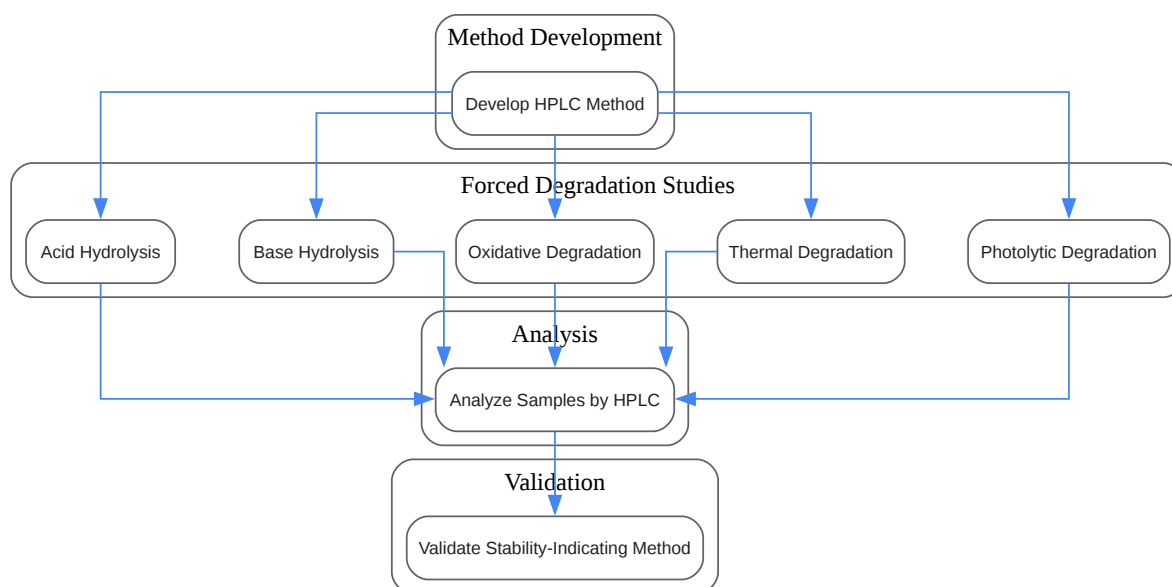 Method Development
Develop HPLC Method
Forced Degradation Studies
Acid Hydrolysis
Base Hydrolysis
Oxidative Degradation
Thermal Degradation
Photolytic Degradation
Analysis
Analyze Samples by HPLC
Validation
Validate Stability-Indicating Method